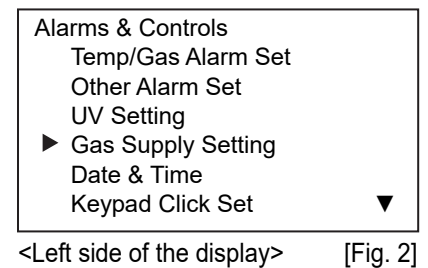 Alarms & Controls
Temp/Gas Alarm Set
Other Alarm Set
UV Setting
▶ Gas Supply Setting
Date & Time
Keypad Click Set ▼
<Left side of the display> [Fig. 2]